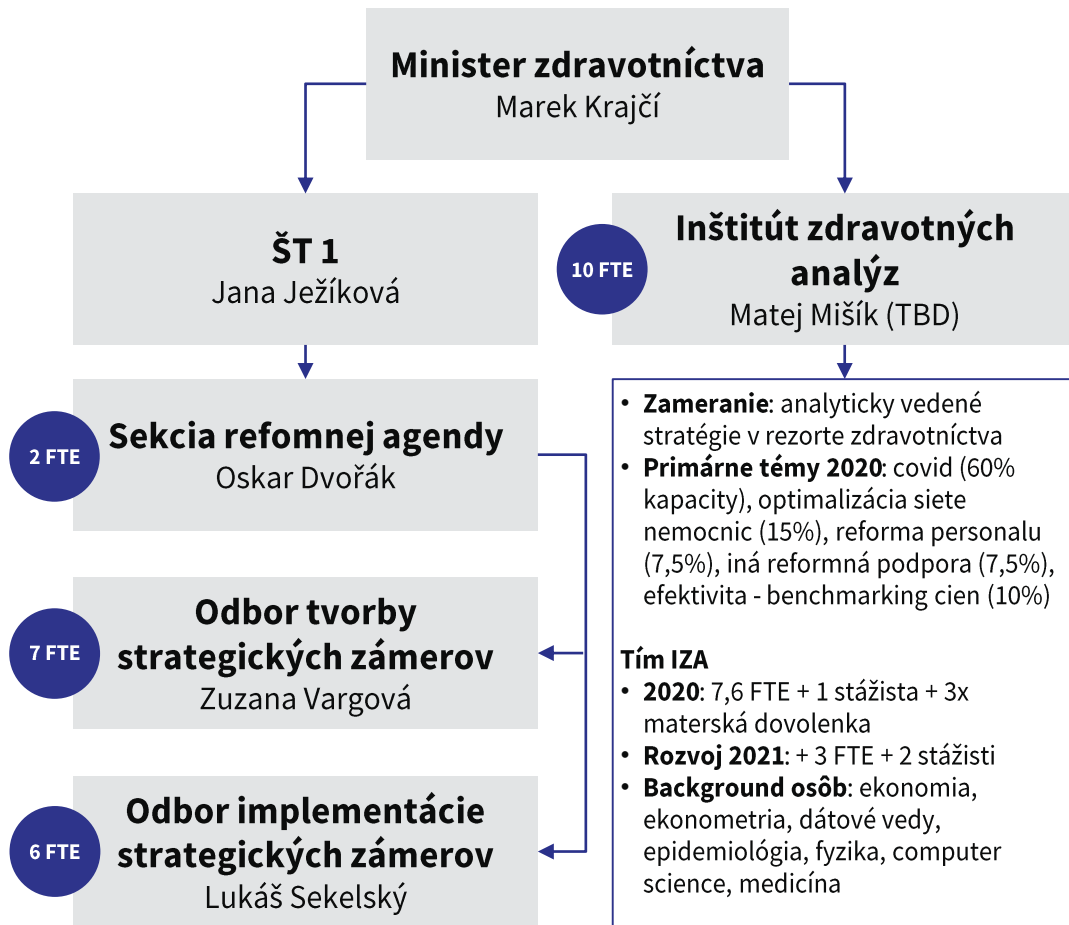 Minister zdravotníctva
Marek Krajčí
ŠT 1
Jana Ježíková
10 FTE
Inštitút zdravotných
analýz
Matej Mišík (TBD)
2 FTE
Sekcia refomnej agendy
Oskar Dvořák
7 FTE
Odbor tvorby
strategických zámerov
Zuzana Vargová
6 FTE
Odbor implementácie
strategických zámerov
Lukáš Sekelský
• Zameranie: analyticky vedené
stratégie v rezorte zdravotníctva
• Primárne témy 2020: covid (60%
kapacity), optimalizácia siete
nemocnic (15%), reforma personalu
(7,5%), iná reformná podpora (7,5%),
efektivita - benchmarking cien (10%)
Tím IZA
• 2020: 7,6 FTE + 1 stážista + 3x
materská dovolenka
• Rozvoj 2021: + 3 FTE + 2 stážisti
• Background osôb: ekonomia,
ekonometria, dátové vedy,
epidemiológia, fyzika, computer
science, medicína